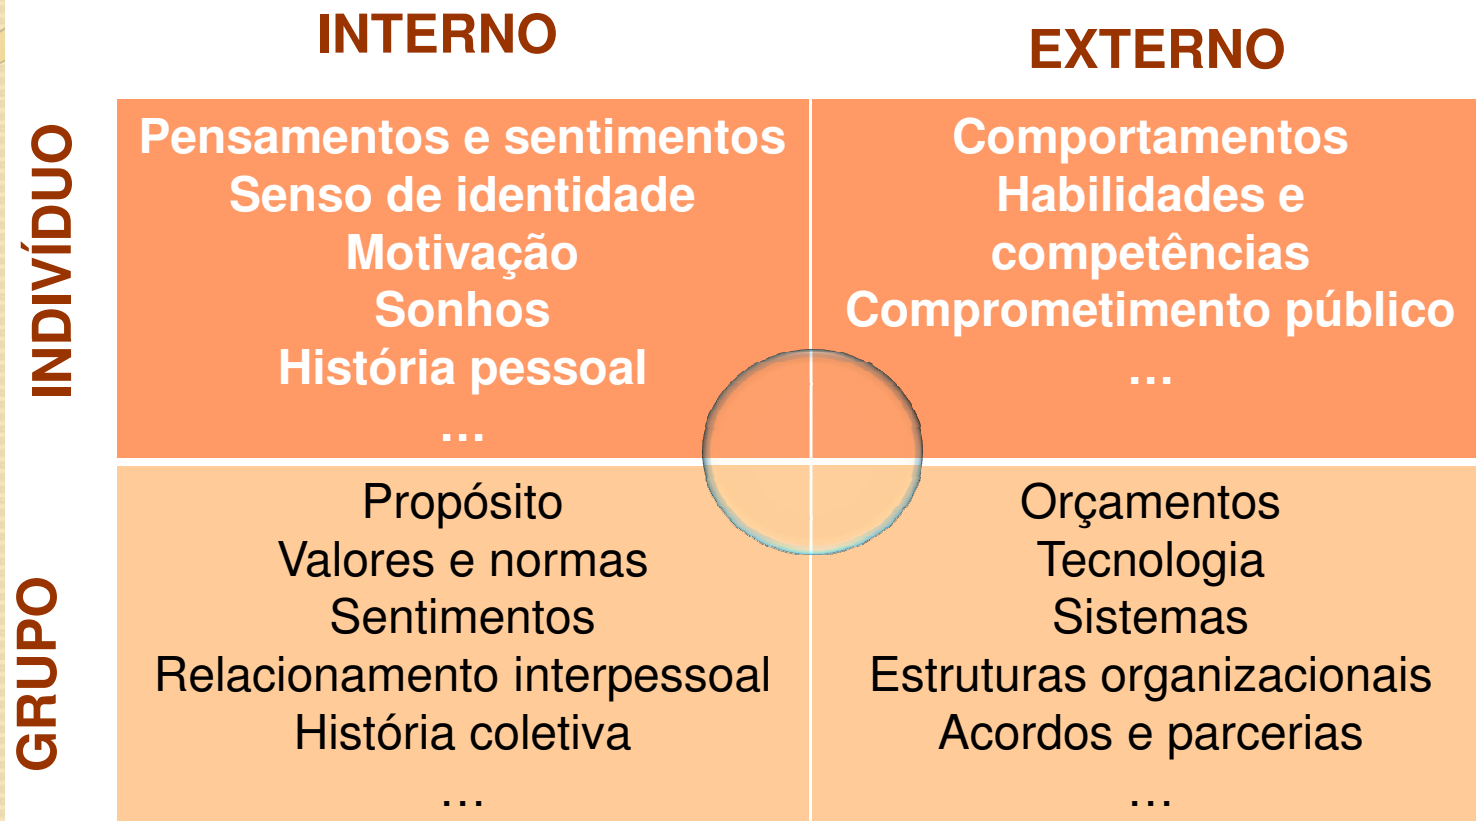 INTERNO
EXTERNO
INDIVÍDUO
Pensamentos e sentimentos
Senso de identidade
Motivação
Sonhos
História pessoal
...
Comportamentos
Habilidades e
competências
Comprometimento público
...
GRUPO
Propósito
Valores e normas
Sentimentos
Relacionamento interpessoal
História coletiva
...
Orçamentos
Tecnologia
Sistemas
Estruturas organizacionais
Acordos e parcerias
...